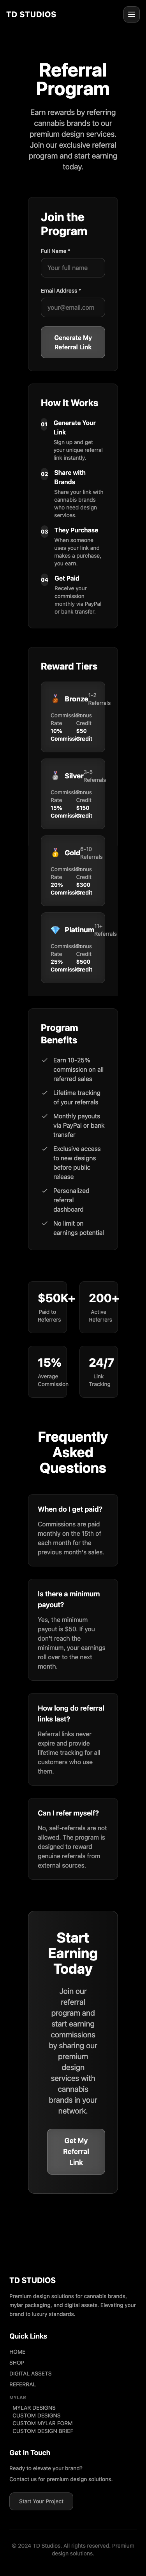 TD STUDIOS
Referral
Program
Earn rewards by referring
cannabis brands to our
premium design services.
Join our exclusive referral
program and start earning
today.
Join the
Program
Full Name *
Your full name
Email Address *
your@email.com
Generate My
Referral Link
How It Works
01
Generate Your
Link
Sign up and get
your unique referral
link instantly.
02
Share with
Brands
Share your link with
cannabis brands
who need design
services.
03
They Purchase
When someone
uses your link and
makes a purchase,
you earn.
04
Get Paid
Receive your
commission
monthly via PayPal
or bank transfer.
Reward Tiers
Bronze
1-2
Referrals
Commission
Rate
10%
Commission
Bonus
Credit
$50
Credit
Silver
3-5
Referrals
Commission
Rate
15%
Commission
Bonus
Credit
$150
Credit
Gold
6-10
Referrals
Commission
Rate
20%
Commission
Bonus
Credit
$300
Credit
Platinum
11+
Referrals
Commission
Rate
25%
Commission
Bonus
Credit
$500
Credit
Program
Benefits
Earn 10-25%
commission on all
referred sales
Lifetime tracking
of your referrals
Monthly payouts
via PayPal or bank
transfer
Exclusive access
to new designs
before public
release
Personalized
referral
dashboard
No limit on
earnings potential
$50K+
Paid to
Referrers
200+
Active
Referrers
15%
Average
Commission
24/7
Link
Tracking
Frequently
Asked
Questions
When do I get paid?
Commissions are paid
monthly on the 15th of
each month for the
previous month's sales.
Is there a minimum
payout?
Yes, the minimum
payout is $50. If you
don't reach the
minimum, your earnings
roll over to the next
month.
How long do referral
links last?
Referral links never
expire and provide
lifetime tracking for all
customers who use
them.
Can I refer myself?
No, self-referrals are not
allowed. The program is
designed to reward
genuine referrals from
external sources.
Start
Earning
Today
Join our
referral
program and
start earning
commissions
by sharing our
premium
design
services with
cannabis
brands in your
network.
Get My
Referral
Link
TD STUDIOS
Premium design solutions for cannabis brands,
mylar packaging, and digital assets. Elevating your
brand to luxury standards.
Quick Links
HOME
SHOP
DIGITAL ASSETS
REFERRAL
MYLAR
MYLAR DESIGNS
CUSTOM DESIGNS
CUSTOM MYLAR FORM
CUSTOM DESIGN BRIEF
Get In Touch
Ready to elevate your brand?
Contact us for premium design solutions.
Start Your Project
© 2024 TD Studios. All rights reserved. Premium
design solutions.